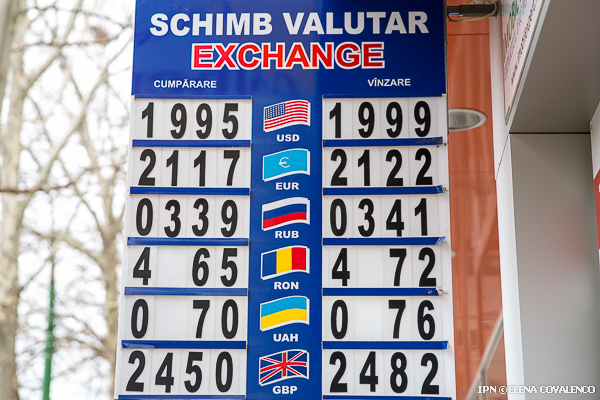 SCHIMB VALUTAR
EXCHANGE
CUMPĂRARE VÎNZARE
1995 USD 1999
2117 EUR 2122
0339 RUB 0341
4 65 RON 4 72
0 70 UAH 0 76
2450 GBP 2482
IPN © ELENA COVALENCO